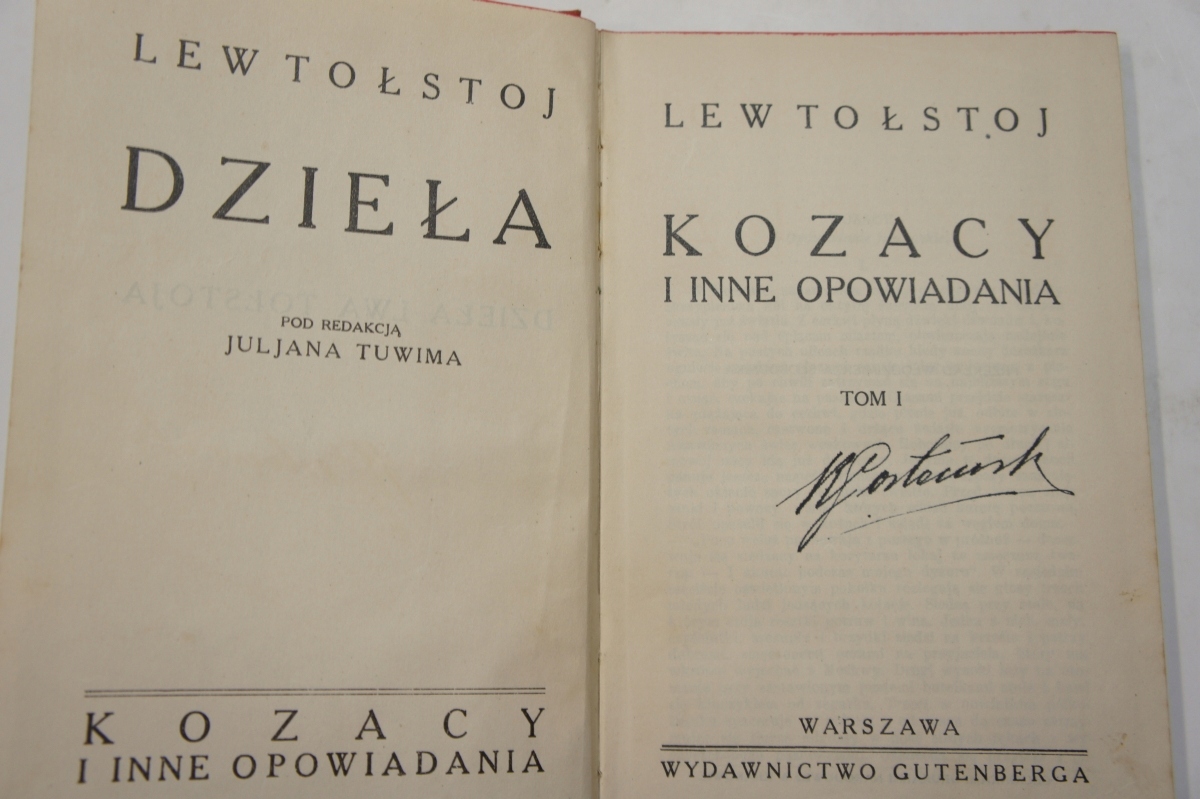 LEW TOŁSTOJ
DZIEŁA
POD REDAKCJĄ
JULJANA TUWIMA
KOZACY
I INNE OPOWIADANIA
LEW TOŁSTOJ
KOZACY
I INNE OPOWIADANIA
TOM I
WARSZAWA
WYDAWNICTWO GUTENBERGA